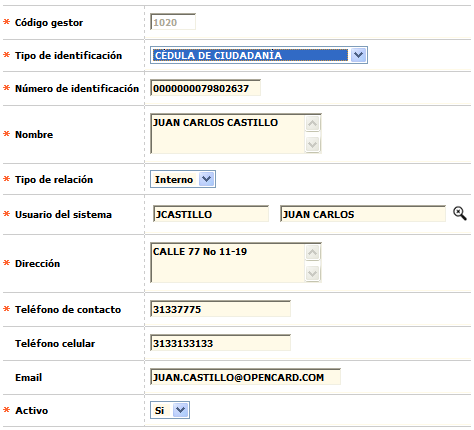 * Código gestor 1020
* Tipo de identificación CÉDULA DE CIUDADANÍA
* Número de identificación 0000000079802637
* Nombre JUAN CARLOS CASTILLO
* Tipo de relación Interno
* Usuario del sistema JCASTILLO JUAN CARLOS
* Dirección CALLE 77 No 11-19
* Teléfono de contacto 31337775
Teléfono celular 3133133133
Email JUAN.CASTILLO@OPENCARD.COM
* Activo Si